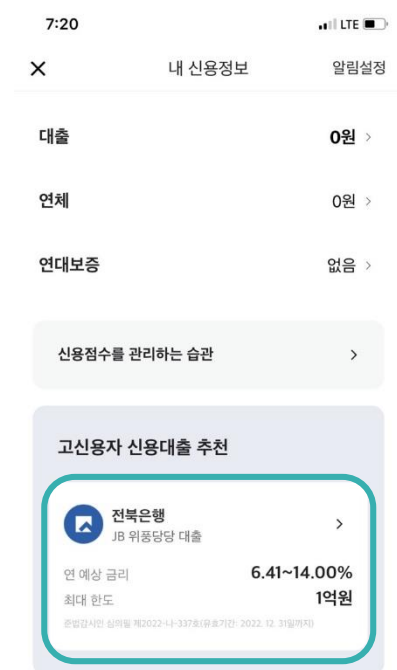 7:20 LTE
내 신용정보 알림설정
대출 0원
연체 0원
연대보증 없음
신용점수를 관리하는 습관
고신용자 신용대출 추천
전북은행
JB 위풍당당 대출
연 예상 금리 6.41~14.00%
최대 한도 1억원
준법감시인 심의필 제2022-나-337호(유효기간: 2022. 12. 31일까지)